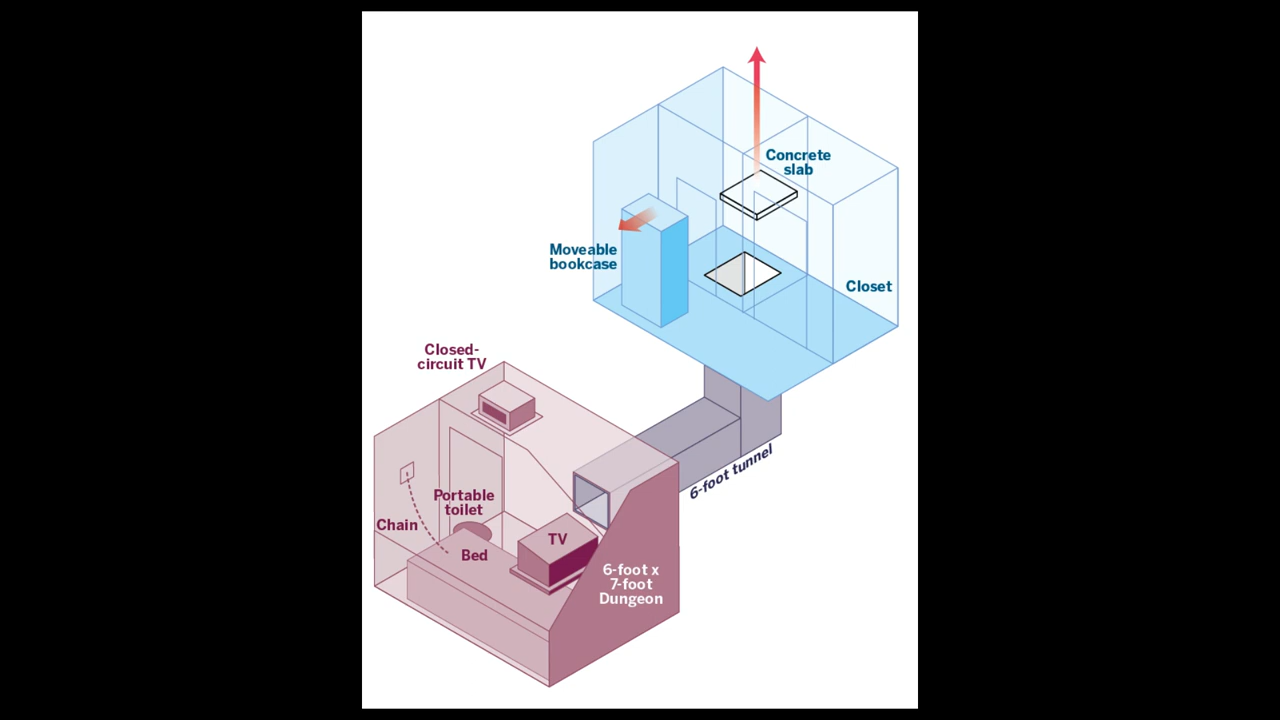 Concrete
slab
Moveable
bookcase
Closet
Closed-
circuit TV
6-foot tunnel
Portable
toilet
Chain
TV
Bed
6-foot x
7-foot
Dungeon